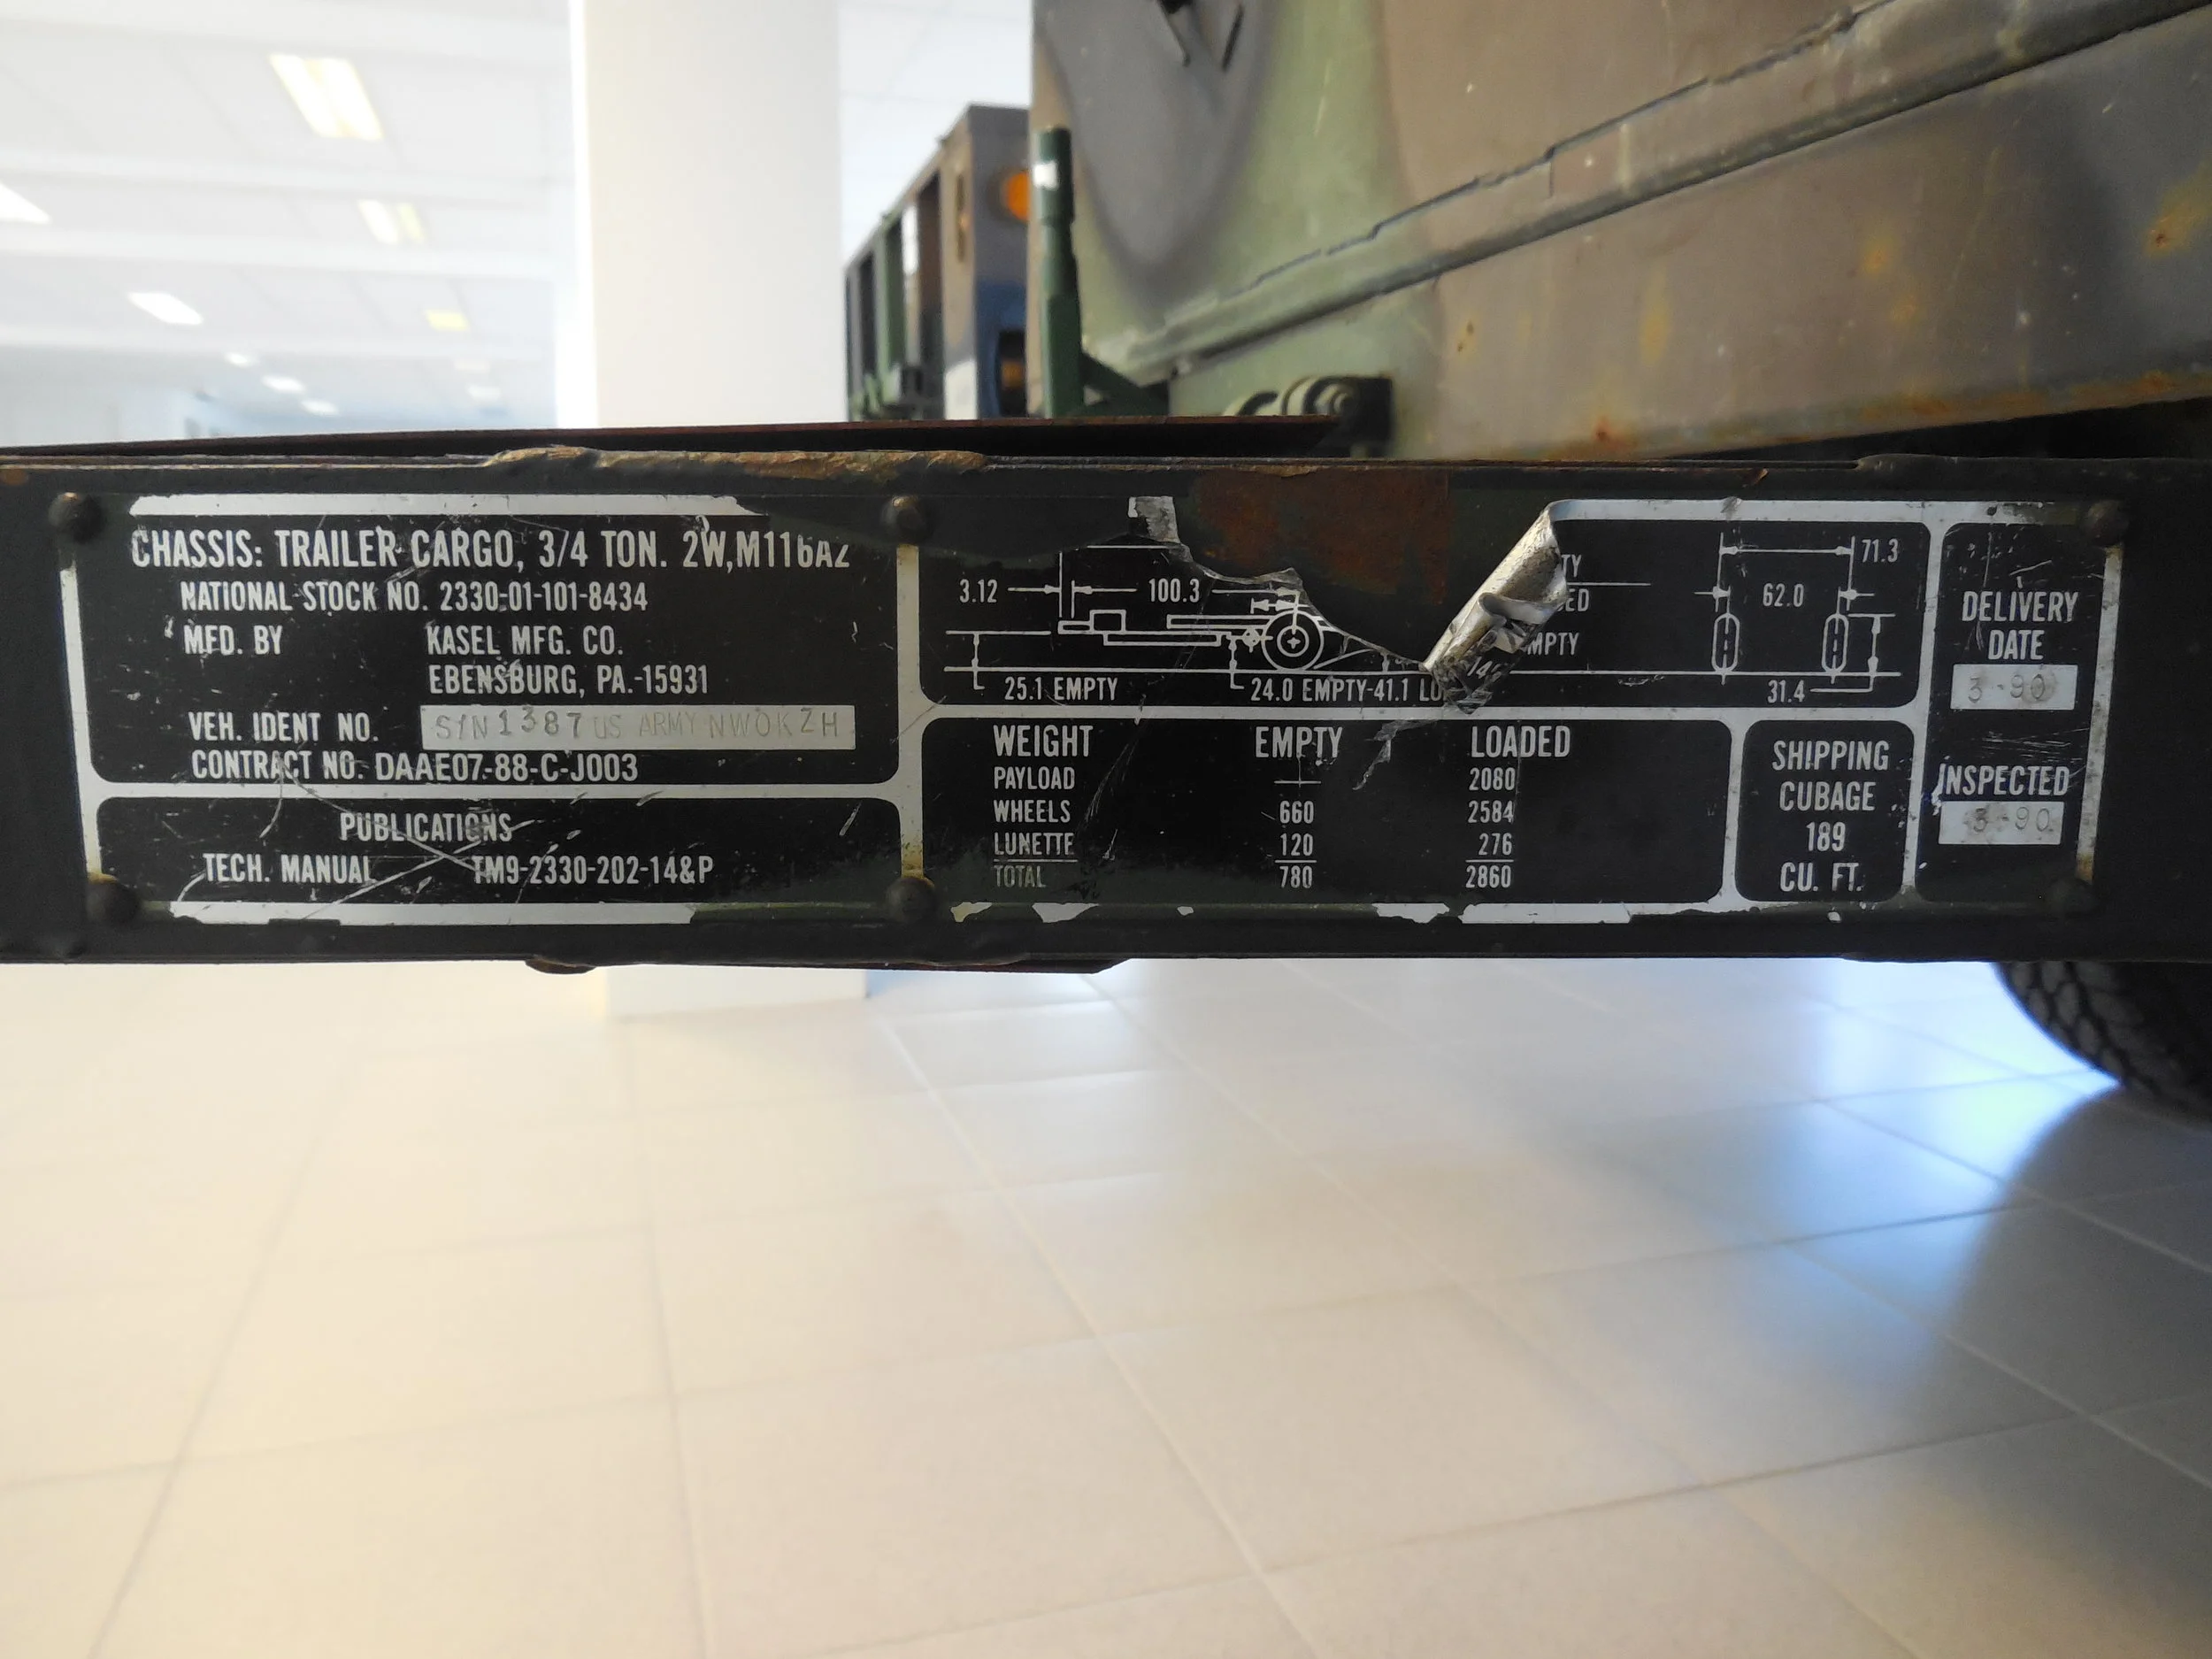 CHASSIS: TRAILER CARGO, 3/4 TON. 2W, M116A2
NATIONAL STOCK NO. 2330-01-101-8434
MFD. BY KASEL MFG. CO.
EBENSBURG, PA.-15931
VEH. IDENT NO. S/N 1387 US ARMY NWOKZH
CONTRACT NO. DAAE07-88-C-J003
PUBLICATIONS
TECH. MANUAL TM9-2330-202-14&P
3.12 100.3
25.1 EMPTY 24.0 EMPTY-41.1
71.3
62.0
31.4
WEIGHT EMPTY LOADED
PAYLOAD — 2080
WHEELS 660 2584
LUNETTE 120 276
TOTAL 780 2860
SHIPPING
CUBAGE
189
CU. FT.
DELIVERY
DATE
3-90
INSPECTED
3-90